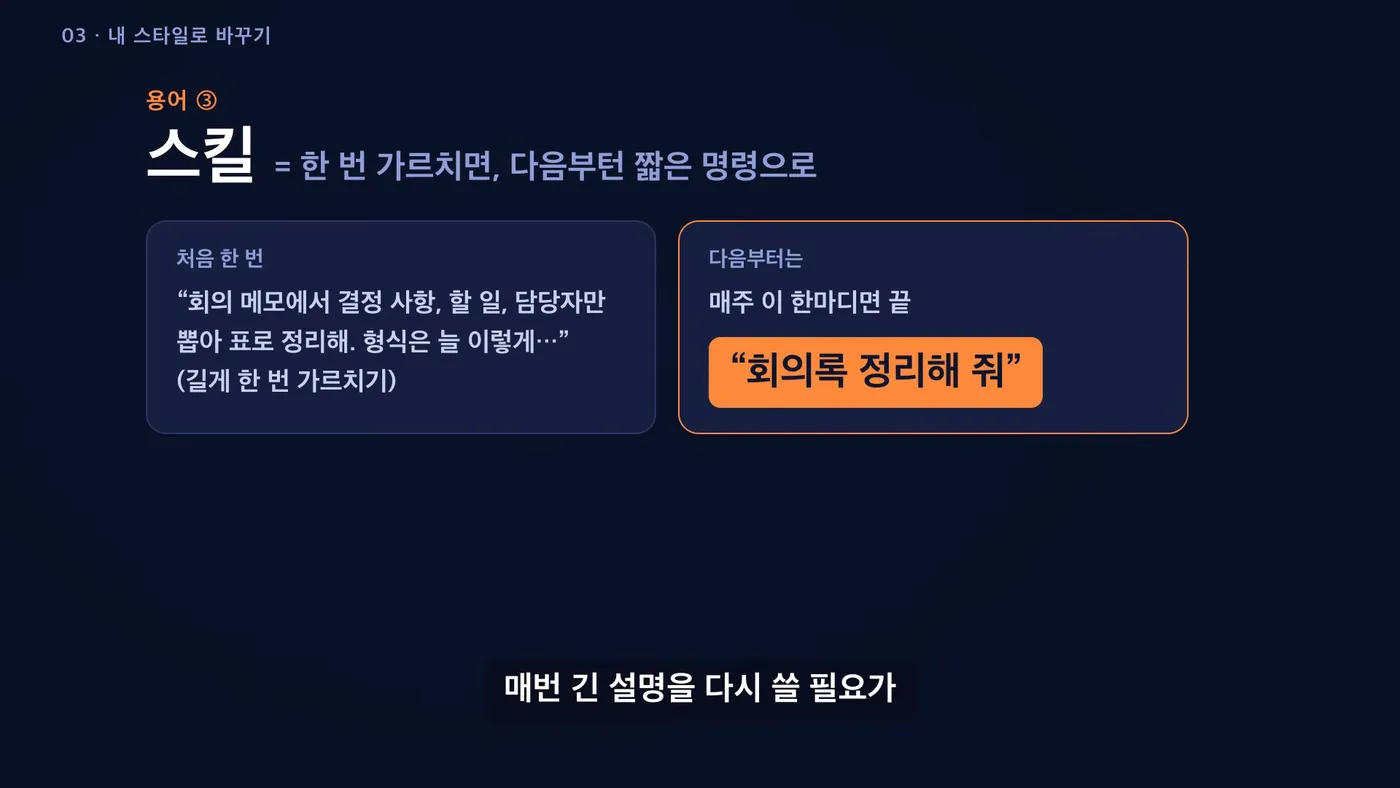 03 · 내 스타일로 바꾸기
용어 ③
스킬 = 한 번 가르치면, 다음부턴 짧은 명령으로
처음 한 번
“회의 메모에서 결정 사항, 할 일, 담당자만
뽑아 표로 정리해. 형식은 늘 이렇게…”
(길게 한 번 가르치기)
다음부터는
매주 이 한마디면 끝
“회의록 정리해 줘”
매번 긴 설명을 다시 쓸 필요가